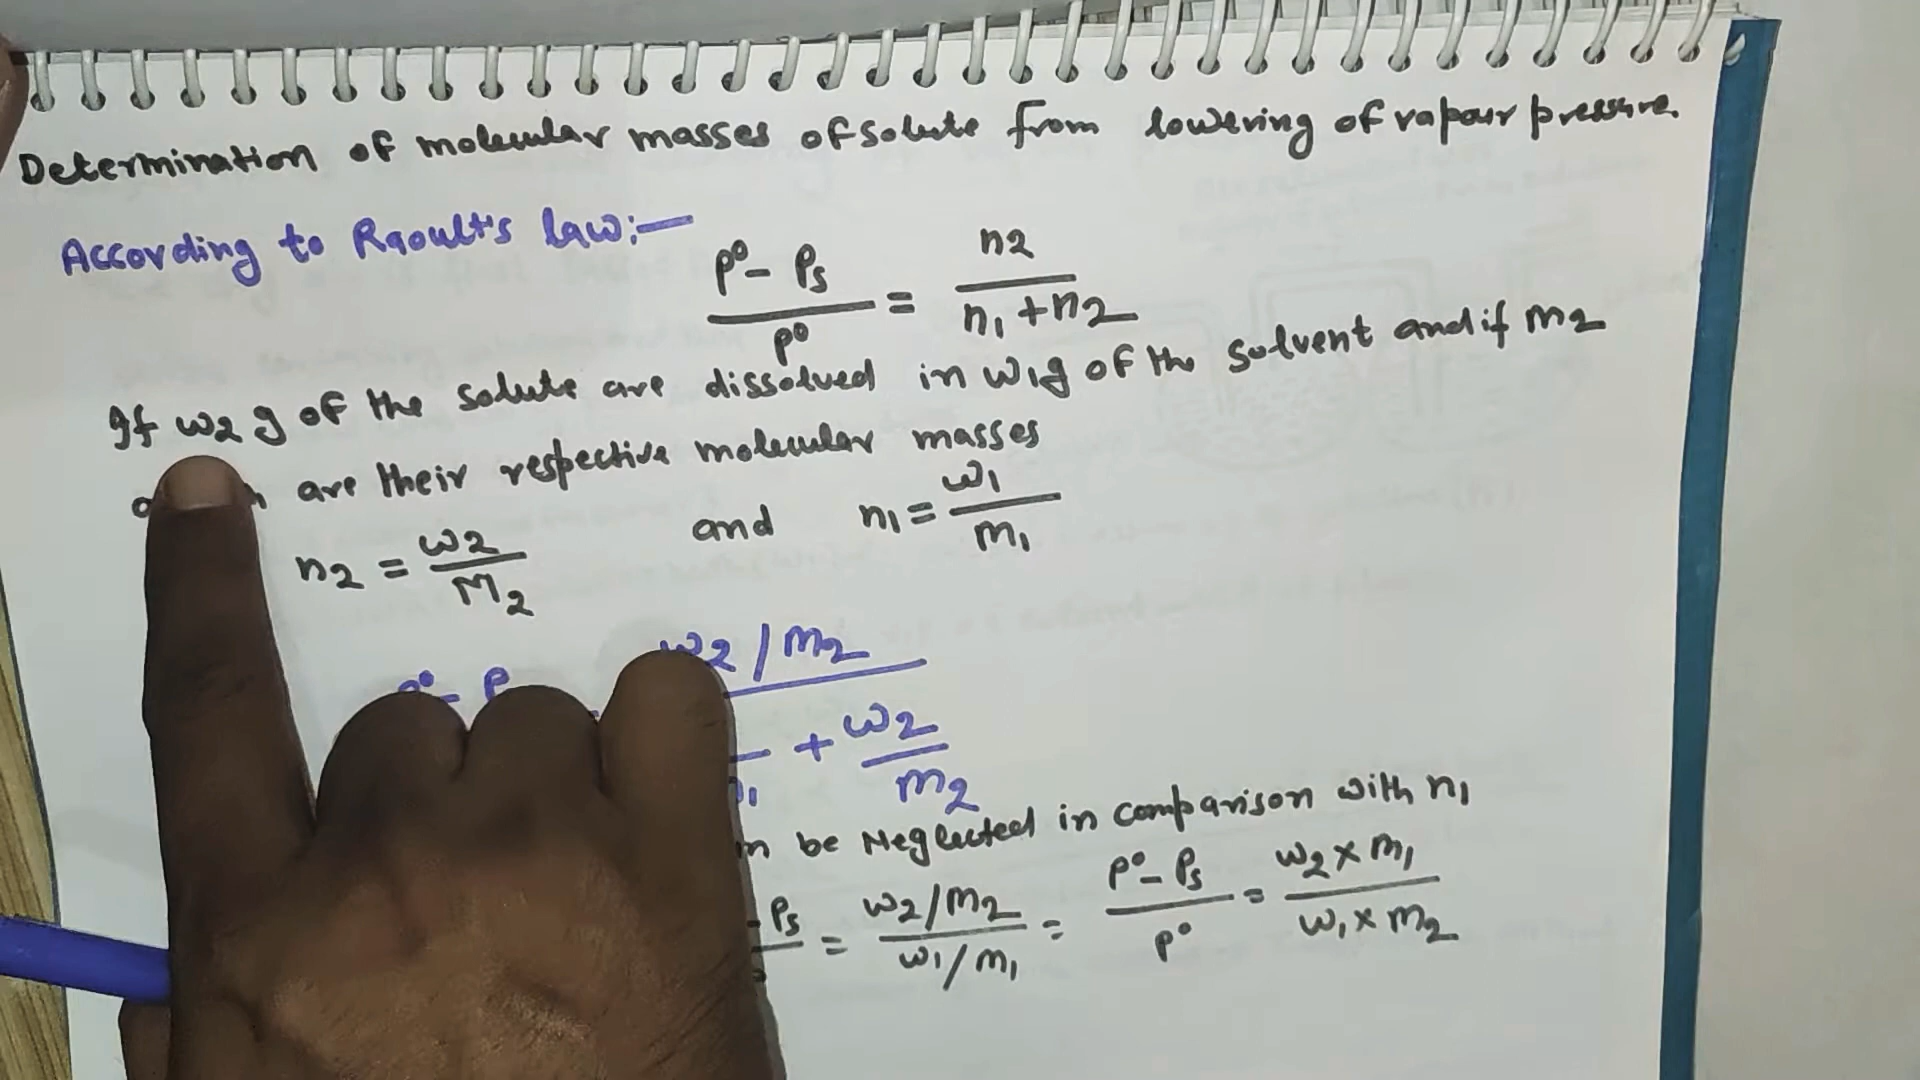 Determination of molecular masses of solute from lowering of vapour pressure.
According to Raoult's law:-
p° - Ps / p° = n2 / n1 + n2
If w2 g of the solute are dissolved in w1g of the solvent and if m2
are their respective molecular masses
n2 = w2 / M2 and n1 = w1 / m1
p° - P w2 / m2
+ w2 / m2
be Neglected in comparison with n1
- Ps = w2/m2 / w1/m1 = p° - Ps / p° = w2 x m1 / w1 x m2